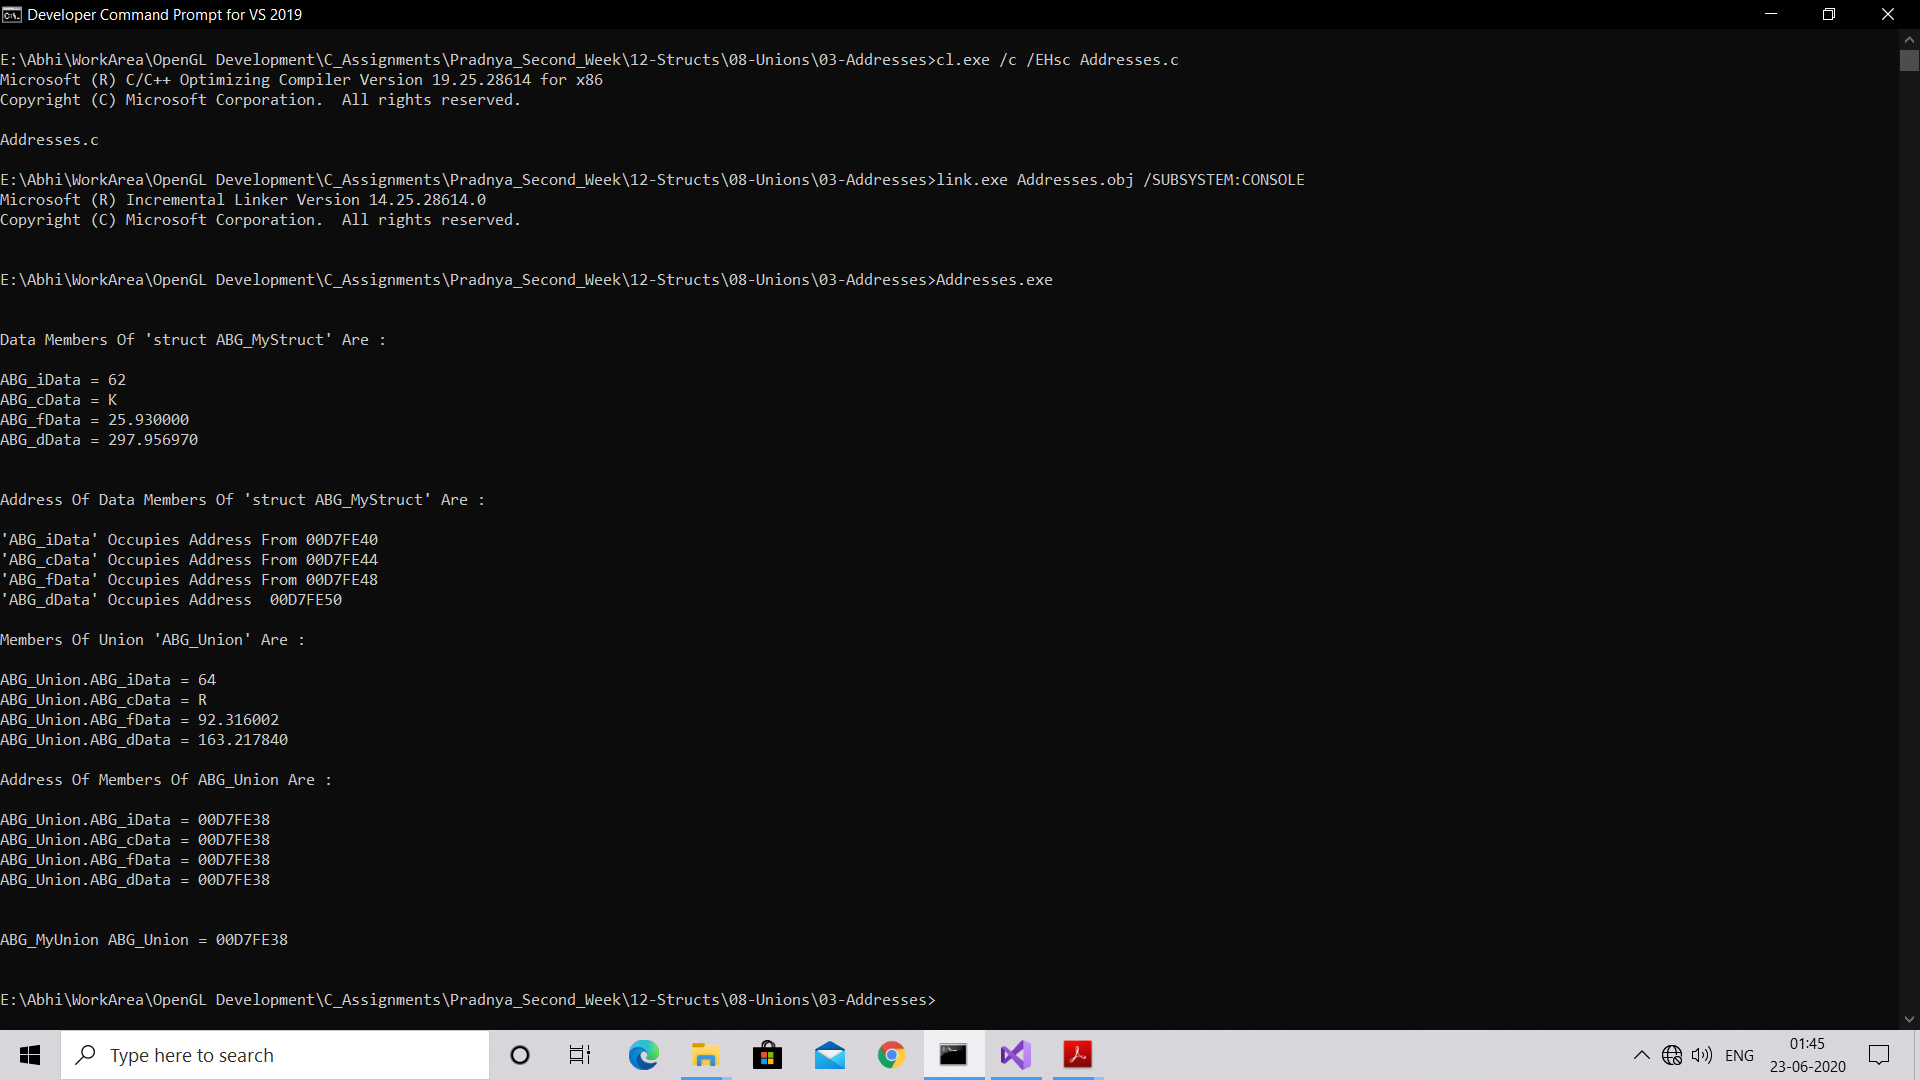 Developer Command Prompt for VS 2019
E:\Abhi\WorkArea\OpenGL Development\C_Assignments\Pradnya_Second_Week\12-Structs\08-Unions\03-Addresses>cl.exe /c /EHsc Addresses.c
Microsoft (R) C/C++ Optimizing Compiler Version 19.25.28614 for x86
Copyright (C) Microsoft Corporation.  All rights reserved.
Addresses.c
E:\Abhi\WorkArea\OpenGL Development\C_Assignments\Pradnya_Second_Week\12-Structs\08-Unions\03-Addresses>link.exe Addresses.obj /SUBSYSTEM:CONSOLE
Microsoft (R) Incremental Linker Version 14.25.28614.0
Copyright (C) Microsoft Corporation.  All rights reserved.
E:\Abhi\WorkArea\OpenGL Development\C_Assignments\Pradnya_Second_Week\12-Structs\08-Unions\03-Addresses>Addresses.exe
Data Members Of 'struct ABG_MyStruct' Are :
ABG_iData = 62
ABG_cData = K
ABG_fData = 25.930000
ABG_dData = 297.956970
Address Of Data Members Of 'struct ABG_MyStruct' Are :
'ABG_iData' Occupies Address From 00D7FE40
'ABG_cData' Occupies Address From 00D7FE44
'ABG_fData' Occupies Address From 00D7FE48
'ABG_dData' Occupies Address  00D7FE50
Members Of Union 'ABG_Union' Are :
ABG_Union.ABG_iData = 64
ABG_Union.ABG_cData = R
ABG_Union.ABG_fData = 92.316002
ABG_Union.ABG_dData = 163.217840
Address Of Members Of ABG_Union Are :
ABG_Union.ABG_iData = 00D7FE38
ABG_Union.ABG_cData = 00D7FE38
ABG_Union.ABG_fData = 00D7FE38
ABG_Union.ABG_dData = 00D7FE38
ABG_MyUnion ABG_Union = 00D7FE38
E:\Abhi\WorkArea\OpenGL Development\C_Assignments\Pradnya_Second_Week\12-Structs\08-Unions\03-Addresses>
Type here to search
ENG
01:45
23-06-2020